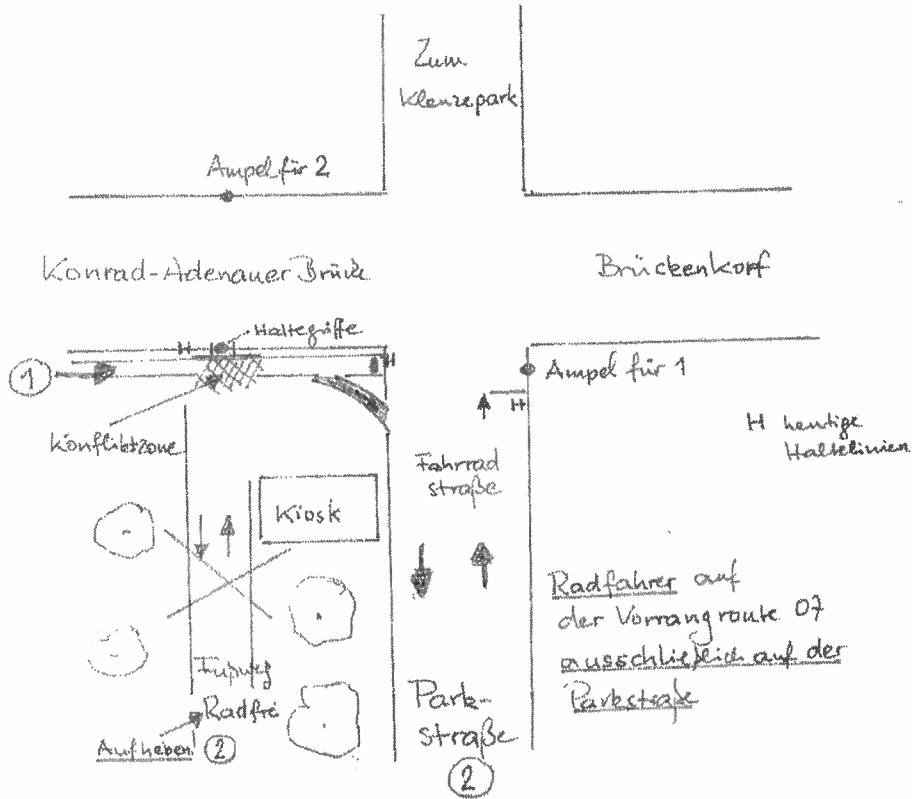 Zum
Klenzepark
Ampel für 2
Konrad-Adenauer Brücke
Brückenkopf
Haltegriffe
H
H
1
Ampel für 1
Konfliktzone
H
H heutige
Haltelinien
Fahrrad
straße
Kiosk
Radfahrer auf
der Vorrangroute 07
ausschließlich auf der
Parkstraße
Fußweg
Radfrei
Aufheben!
2
Park-
straße
2